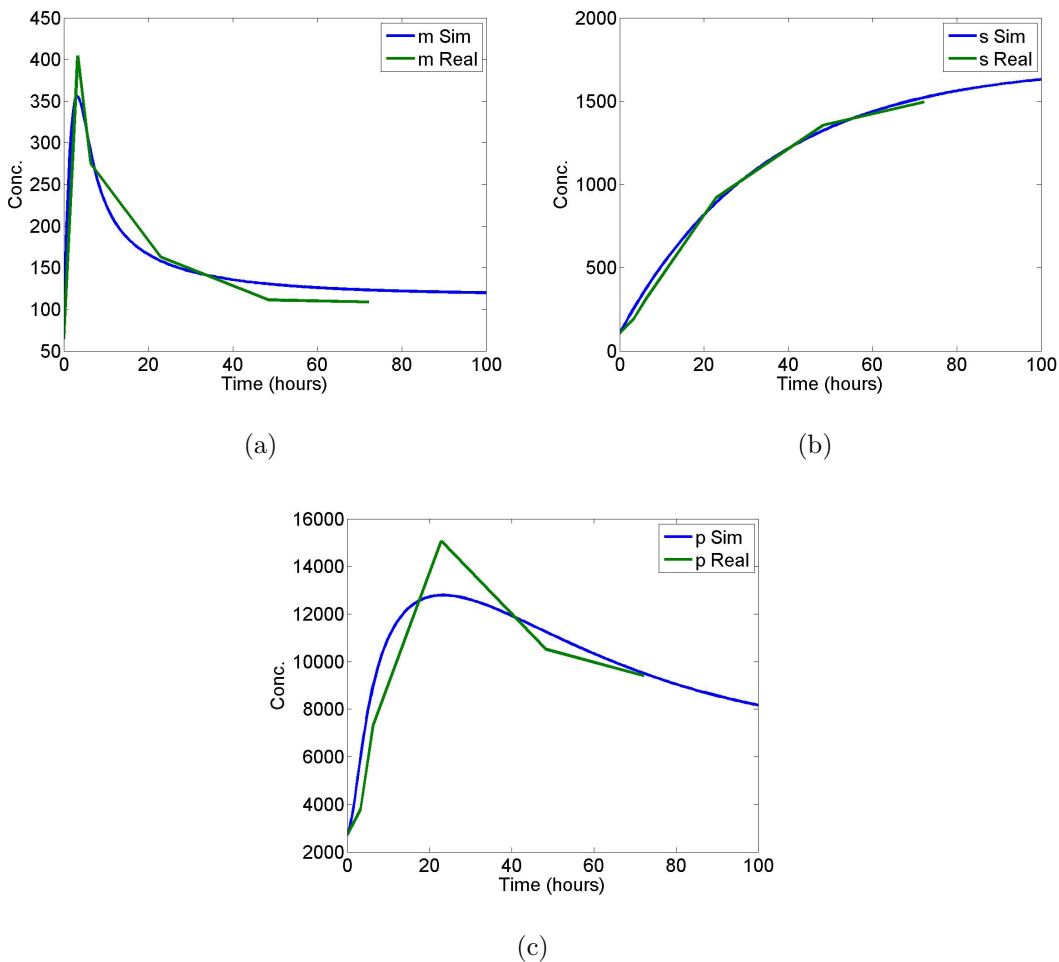 450
400
350
300
250
200
150
100
50
0 20 40 60 80 100
Time (hours)
Conc.
m Sim
m Real
(a)
2000
1500
1000
500
0
0 20 40 60 80 100
Time (hours)
Conc.
s Sim
s Real
(b)
16000
14000
12000
10000
8000
6000
4000
2000
0 20 40 60 80 100
Time (hours)
Conc.
p Sim
p Real
(c)